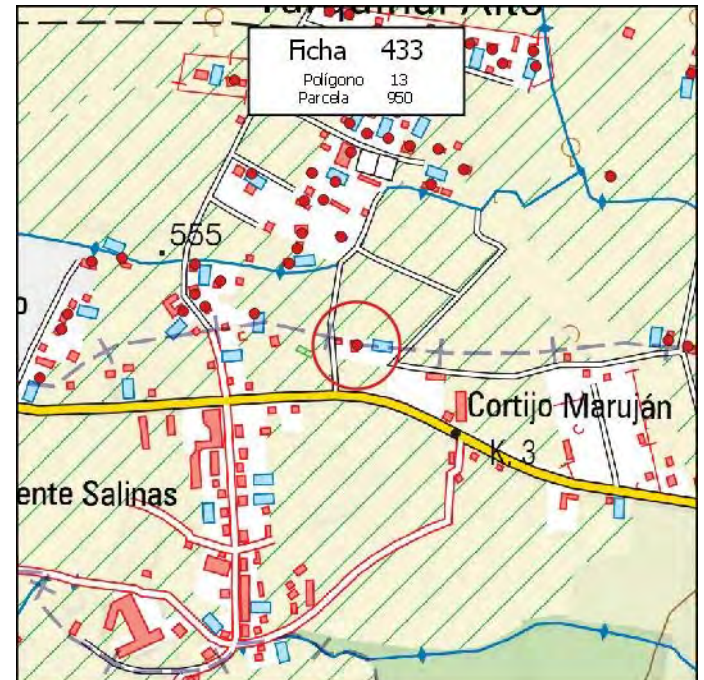 Ficha 433
Polígono 13
Parcela 950
.555
Cortijo Maruján
K. 3
ente Salinas